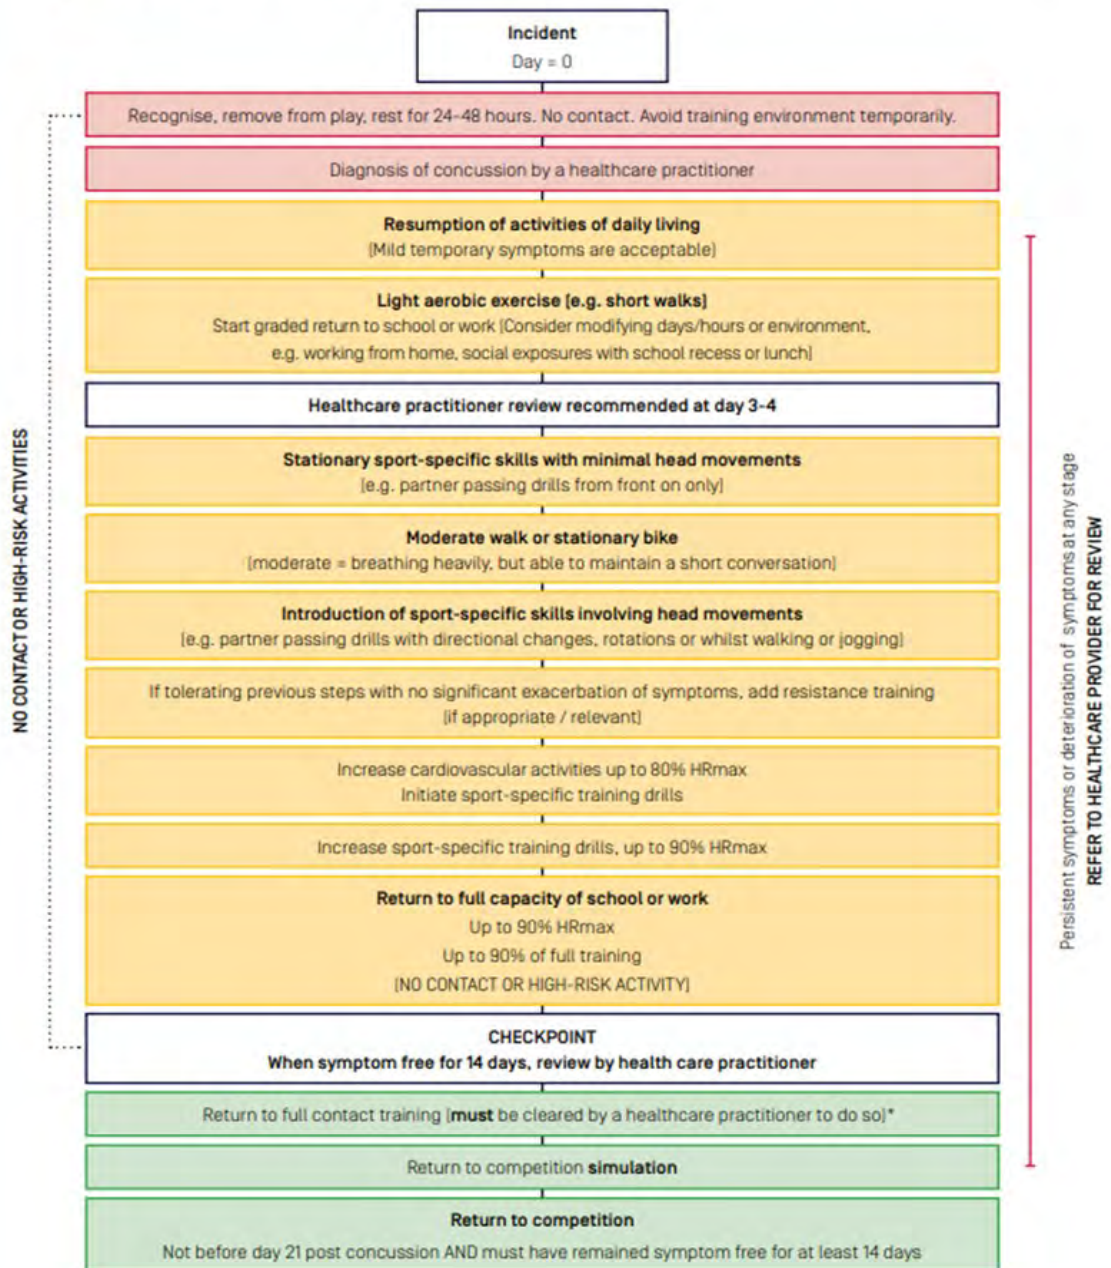 Incident
Day = 0
Recognise, remove from play, rest for 24-48 hours. No contact. Avoid training environment temporarily.
Diagnosis of concussion by a healthcare practitioner
Resumption of activities of daily living
(Mild temporary symptoms are acceptable)
Light aerobic exercise (e.g. short walks)
Start graded return to school or work (Consider modifying days/hours or environment,
e.g. working from home, social exposures with school recess or lunch)
Healthcare practitioner review recommended at day 3-4
Stationary sport-specific skills with minimal head movements
(e.g. partner passing drills from front on only)
Moderate walk or stationary bike
(moderate = breathing heavily, but able to maintain a short conversation)
Introduction of sport-specific skills involving head movements
(e.g. partner passing drills with directional changes, rotations or whilst walking or jogging)
If tolerating previous steps with no significant exacerbation of symptoms, add resistance training
(if appropriate / relevant)
Increase cardiovascular activities up to 80% HRmax
Initiate sport-specific training drills
Increase sport-specific training drills, up to 90% HRmax
Return to full capacity of school or work
Up to 90% HRmax
Up to 90% of full training
(NO CONTACT OR HIGH-RISK ACTIVITY)
CHECKPOINT
When symptom free for 14 days, review by health care practitioner
Return to full contact training (must be cleared by a healthcare practitioner to do so)*
Return to competition simulation
Return to competition
Not before day 21 post concussion AND must have remained symptom free for at least 14 days
NO CONTACT OR HIGH-RISK ACTIVITIES
Persistent symptoms or deterioration of symptoms at any stage
REFER TO HEALTHCARE PROVIDER FOR REVIEW